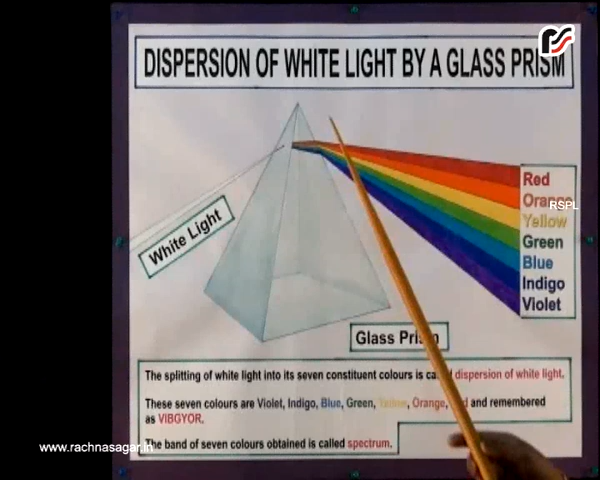 DISPERSION OF WHITE LIGHT BY A GLASS PRISM
RSPL
White Light
Red
Orange
Yellow
Green
Blue
Indigo
Violet
Glass Prism
The splitting of white light into its seven constituent colours is called dispersion of white light.
These seven colours are Violet, Indigo, Blue, Green, Yellow, Orange, and remembered
as VIBGYOR.
The band of seven colours obtained is called spectrum.
www.rachnasagar.in